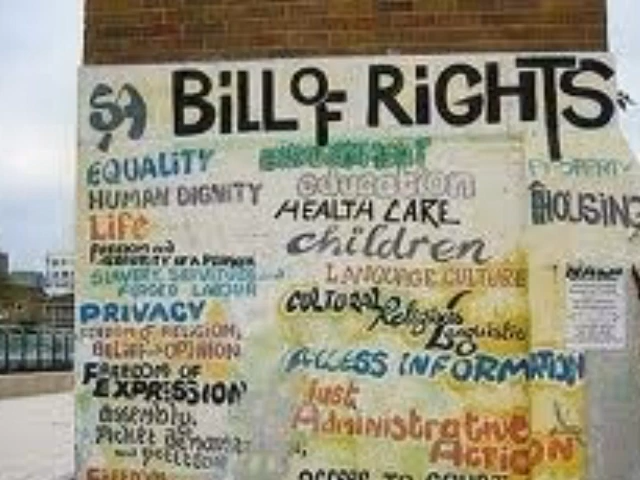 SA BiLL OF RiGHTS
EQUALiTY
HUMAN DIGNITY
Life
FREEDOM AND
SECURITY OF A PERSON
SLAVERY, SERVITUDE
FORCED LABOUR
PRIVACY
FREEDOM of RELIGION,
BELIEF & OPINION
FREEDOM OF
EXPRESSION
Assembly,
Picket demonst
and petition
ENVIRONMENT
education
HEALTH CARE
children
LANGUAGE CULTURE
CULTURAL Religious
Linguistic
ACCESS INFORMATION
Just
Administrative
ACTION
ACCESS TO COURT
PROPERTY
HOUSING